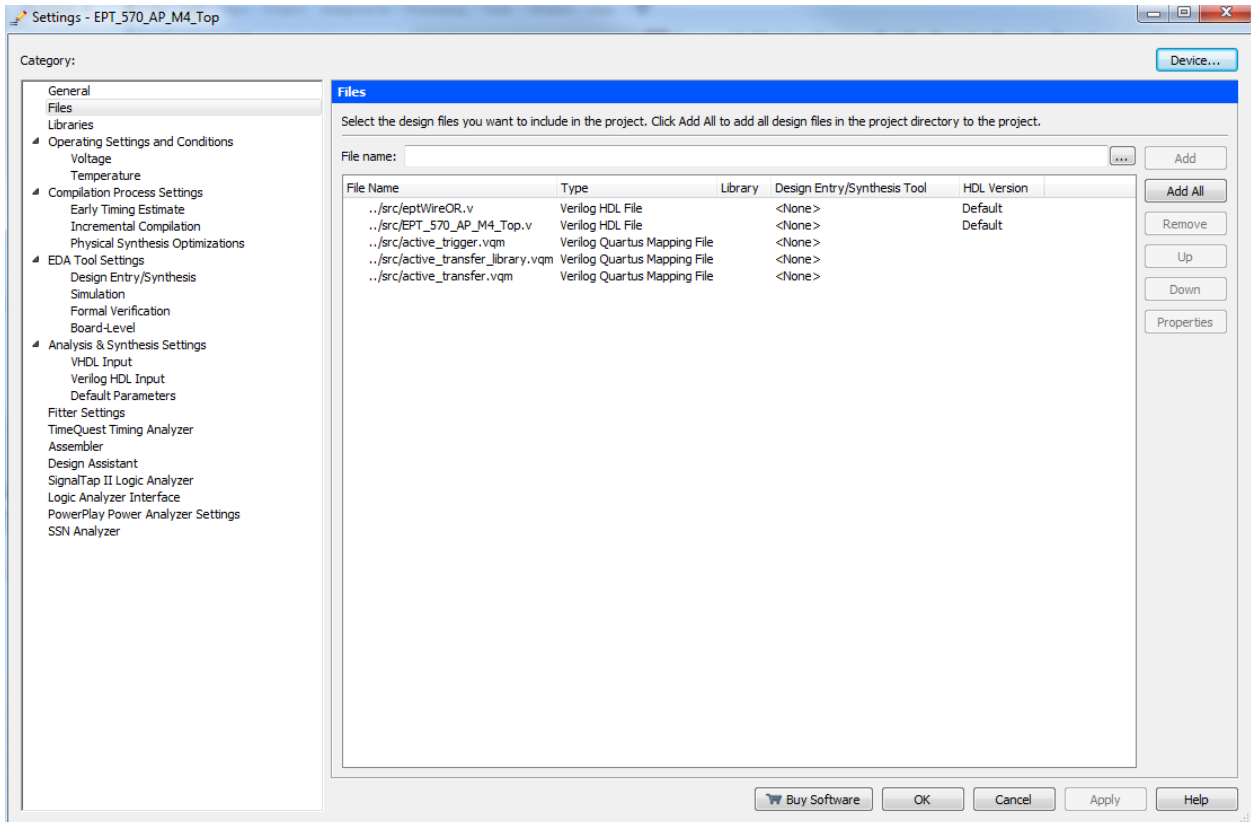 Settings - EPT_570_AP_M4_Top
Category:
Device...
General
Files
Libraries
Operating Settings and Conditions
Voltage
Temperature
Compilation Process Settings
Early Timing Estimate
Incremental Compilation
Physical Synthesis Optimizations
EDA Tool Settings
Design Entry/Synthesis
Simulation
Formal Verification
Board-Level
Analysis & Synthesis Settings
VHDL Input
Verilog HDL Input
Default Parameters
Fitter Settings
TimeQuest Timing Analyzer
Assembler
Design Assistant
SignalTap II Logic Analyzer
Logic Analyzer Interface
PowerPlay Power Analyzer Settings
SSN Analyzer
Files
Select the design files you want to include in the project. Click Add All to add all design files in the project directory to the project.
File name: ... Add
File Name Type Library Design Entry/Synthesis Tool HDL Version
../src/eptWireOR.v Verilog HDL File <None> Default
../src/EPT_570_AP_M4_Top.v Verilog HDL File <None> Default
../src/active_trigger.vqm Verilog Quartus Mapping File <None>
../src/active_transfer_library.vqm Verilog Quartus Mapping File <None>
../src/active_transfer.vqm Verilog Quartus Mapping File <None>
Add All
Remove
Up
Down
Properties
Buy Software OK Cancel Apply Help